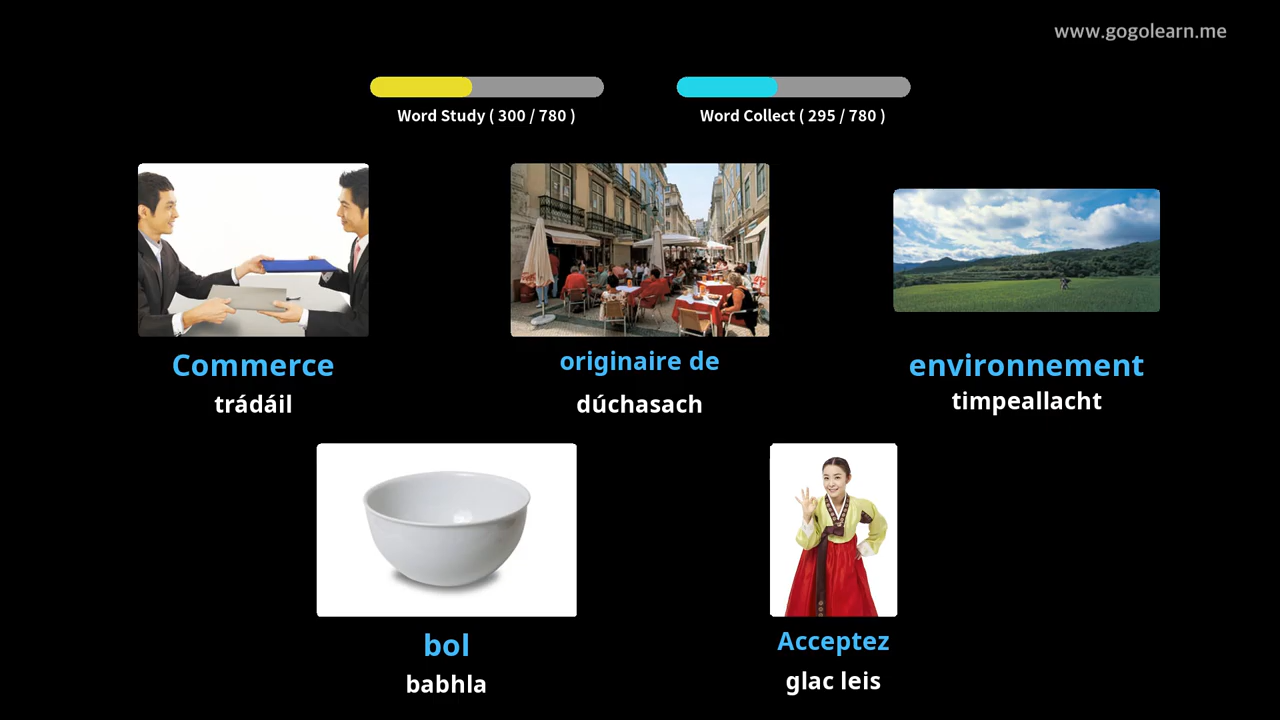 www.gogolearn.me
Word Study ( 300 / 780 )
Word Collect ( 295 / 780 )
Commerce
trádáil
originaire de
dúchasach
environnement
timpeallacht
bol
babhla
Acceptez
glac leis